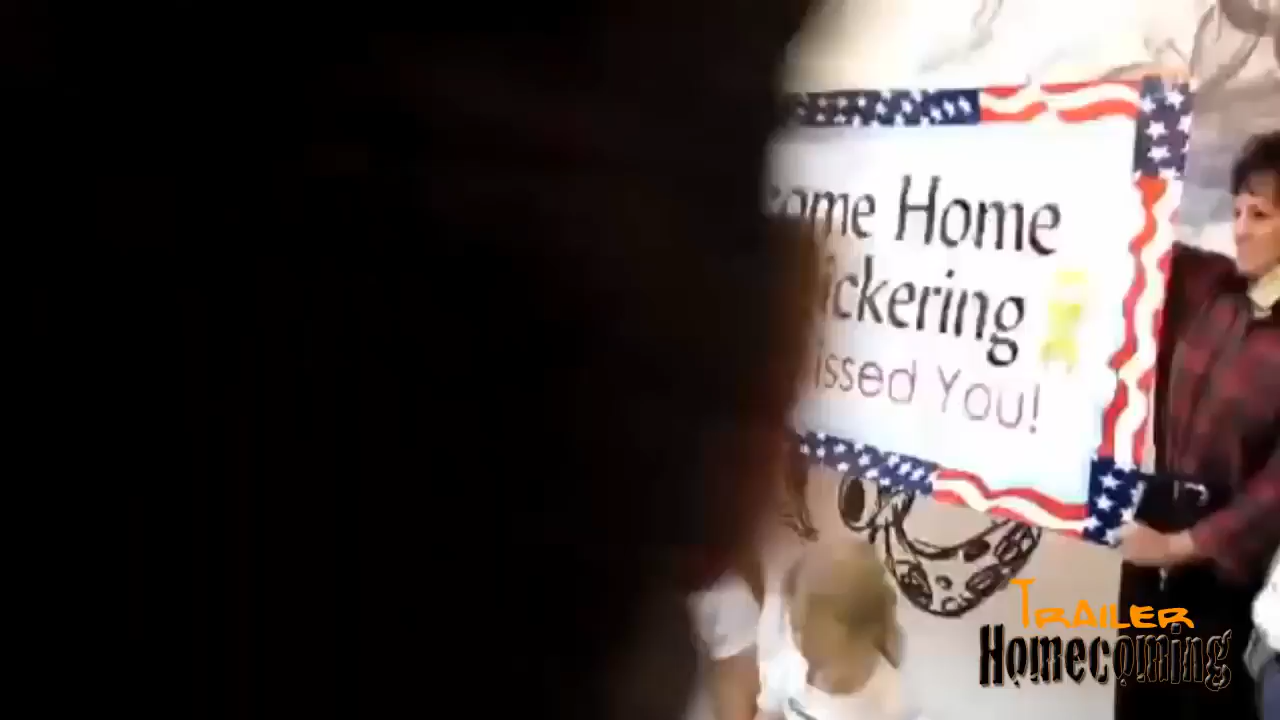 ome Home
ickering
issed You!
Trailer
Homecoming